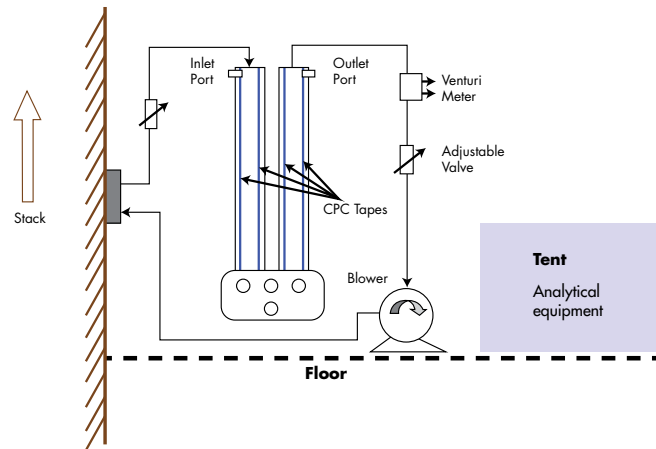 Inlet
Port
Outlet
Port
Venturi
Meter
Adjustable
Valve
CPC Tapes
Stack
Blower
Tent
Analytical
equipment
Floor